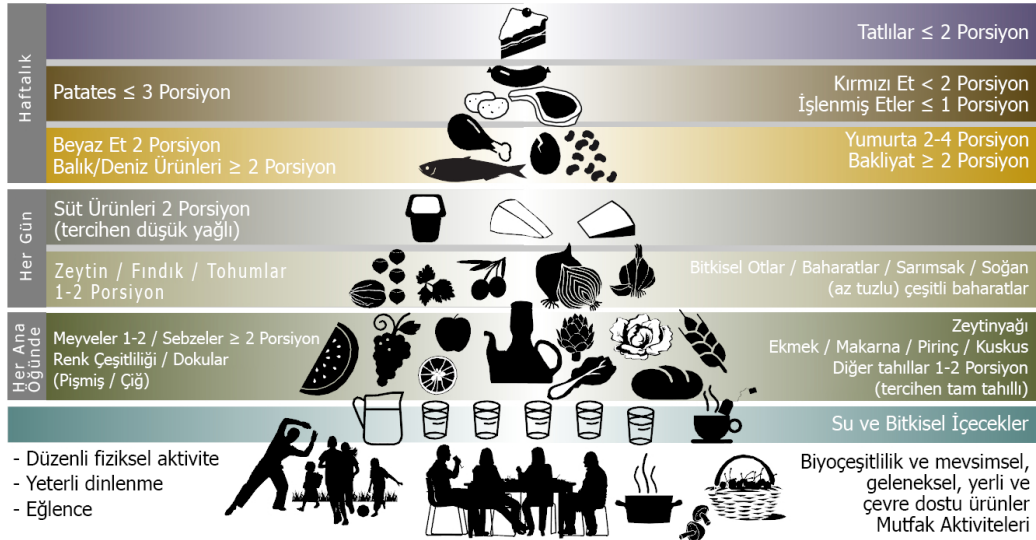 Haftalık
Tatlılar ≤ 2 Porsiyon
Patates ≤ 3 Porsiyon
Kırmızı Et < 2 Porsiyon
İşlenmiş Etler ≤ 1 Porsiyon
Beyaz Et 2 Porsiyon
Balık/Deniz Ürünleri ≥ 2 Porsiyon
Yumurta 2-4 Porsiyon
Bakliyat ≥ 2 Porsiyon
Her Gün
Süt Ürünleri 2 Porsiyon
(tercihen düşük yağlı)
Zeytin / Fındık / Tohumlar
1-2 Porsiyon
Bitkisel Otlar / Baharatlar / Sarımsak / Soğan
(az tuzlu) çeşitli baharatlar
Her Ana
Öğünde
Meyveler 1-2 / Sebzeler ≥ 2 Porsiyon
Renk Çeşitliliği / Dokular
(Pişmiş / Çiğ)
Zeytinyağı
Ekmek / Makarna / Pirinç / Kuskus
Diğer tahıllar 1-2 Porsiyon
(tercihen tam tahıllı)
Su ve Bitkisel İçecekler
- Düzenli fiziksel aktivite
- Yeterli dinlenme
- Eğlence
Biyoçeşitlilik ve mevsimsel,
geleneksel, yerli ve
çevre dostu ürünler
Mutfak Aktiviteleri